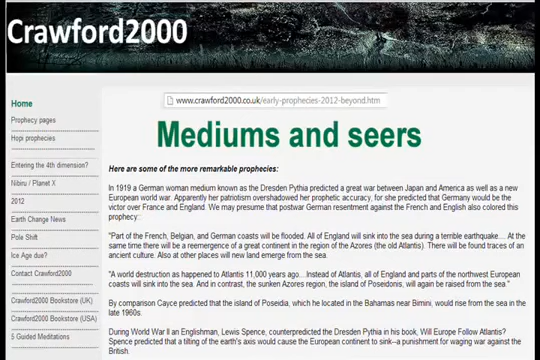 Crawford2000
www.crawford2000.co.uk/early-prophecies-2012-beyond.htm
Mediums and seers
Home
Prophecy pages
Hopi prophecies
Entering the 4th dimension?
Nibiru / Planet X
2012
Earth Change News
Pole Shift
Ice Age due?
Contact Crawford2000
Crawford2000 Bookstore (UK)
Crawford2000 Bookstore (USA)
5 Guided Meditations
Here are some of the more remarkable prophecies:
In 1919 a German woman medium known as the Dresden Pythia predicted a great war between Japan and America as well as a new
European world war. Apparently her patriotism overshadowed her prophetic accuracy, for she predicted that Germany would be the
victor over France and England. We may presume that postwar German resentment against the French and English also colored this
prophecy:
"Part of the French, Belgian, and German coasts will be flooded. All of England will sink into the sea during a terrible earthquake.... At
the same time there will be a reemergence of a great continent in the region of the Azores (the old Atlantis). There will be found traces of an
ancient culture. Also at other places will new land emerge from the sea.
"A world destruction as happened to Atlantis 11,000 years ago....Instead of Atlantis, all of England and parts of the northwest European
coasts will sink into the sea. And in contrast, the sunken Azores region, the island of Poseidonis, will again be raised from the sea."
By comparison Cayce predicted that the island of Poseidia, which he located in the Bahamas near Bimini, would rise from the sea in the
late 1960s.
During World War II an Englishman, Lewis Spence, counterpredicted the Dresden Pythia in his book, Will Europe Follow Atlantis?
Spence predicted that a tilting of the earth's axis would cause the European continent to sink--a punishment for waging war against the
British.